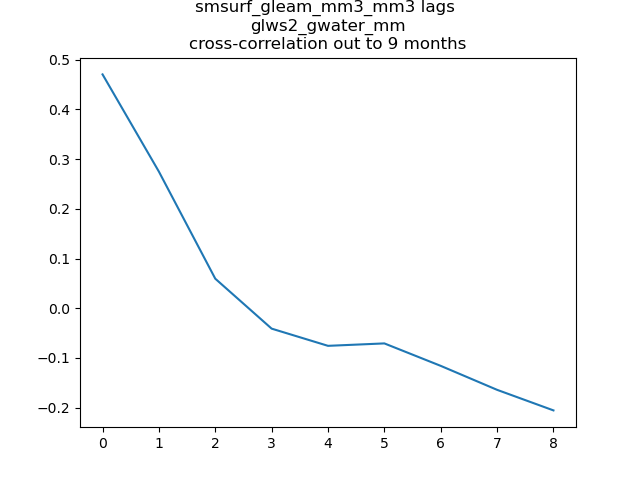 smsurf_gleam_mm3_mm3 lags
glws2_gwater_mm
cross-correlation out to 9 months
0.5
0.4
0.3
0.2
0.1
0.0
−0.1
−0.2
0 1 2 3 4 5 6 7 8